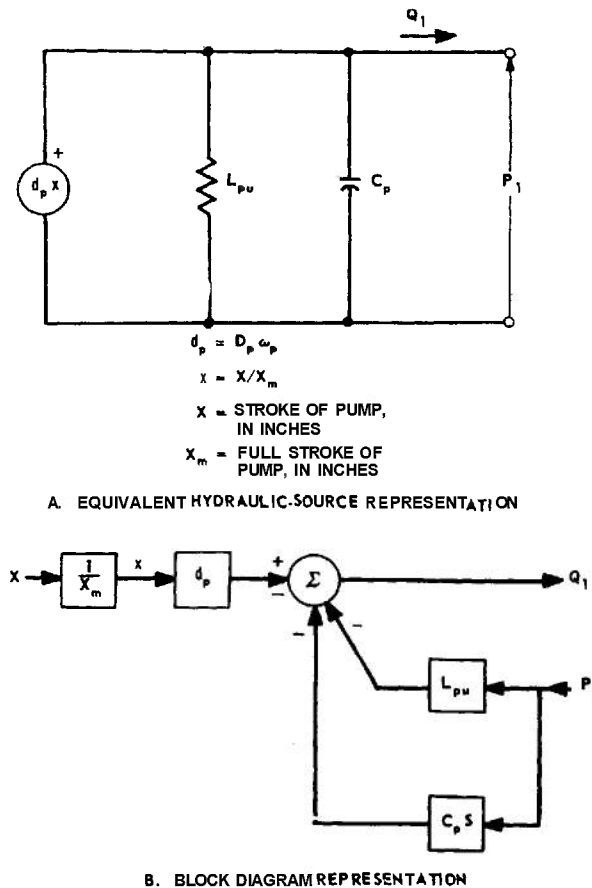 Q₁
+
dₚ x
Lₚᵤ
Cₚ
P₁
dₚ = Dₚ ωₚ
x = X/Xₘ
X = STROKE OF PUMP,
IN INCHES
Xₘ = FULL STROKE OF
PUMP, IN INCHES
A. EQUIVALENT HYDRAULIC-SOURCE REPRESENTATION
X
1
Xₘ
x
dₚ
+
−
Σ
Q₁
−
−
Lₚᵤ
P
Cₚ S
B. BLOCK DIAGRAM REPRESENTATION